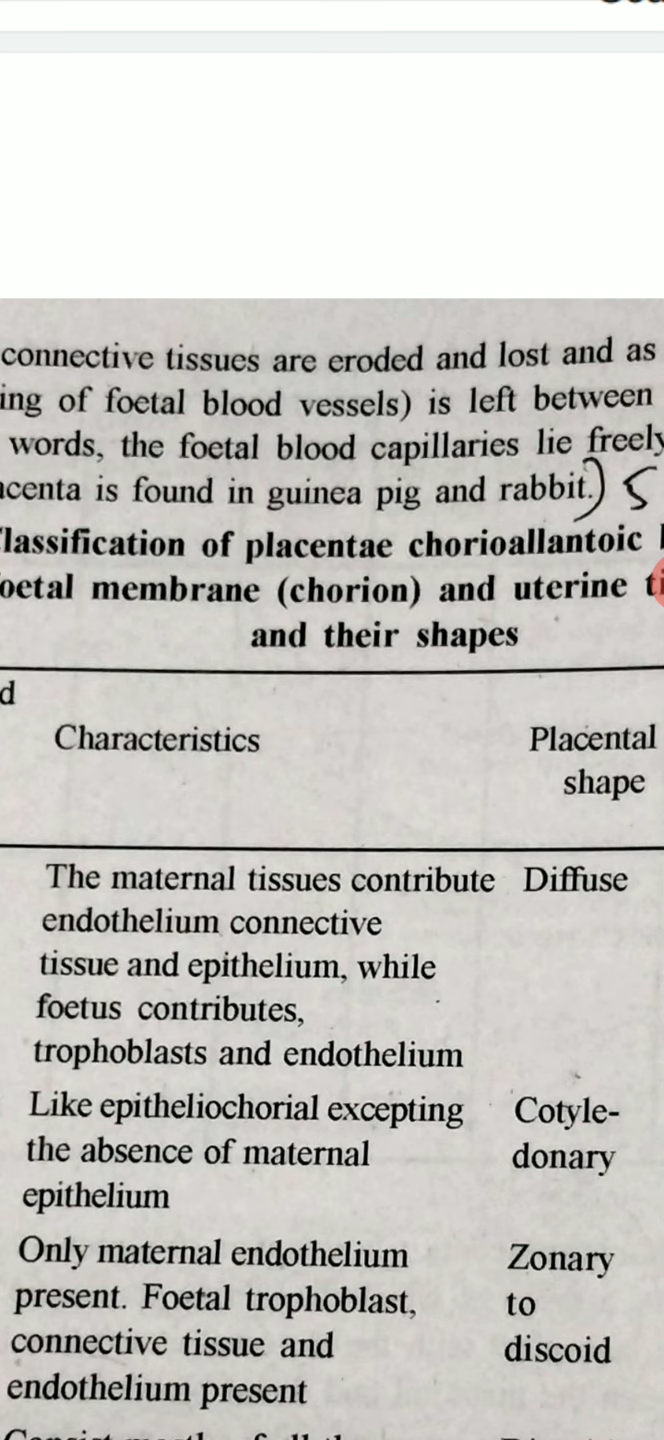 connective tissues are eroded and lost and as
ing of foetal blood vessels) is left between
words, the foetal blood capillaries lie freely
acenta is found in guinea pig and rabbit.) 5
lassification of placentae chorioallantoic
oetal membrane (chorion) and uterine ti
and their shapes
d
Characteristics
Placental
shape
The maternal tissues contribute Diffuse
endothelium connective
tissue and epithelium, while
foetus contributes,
trophoblasts and endothelium
Like epitheliochorial excepting Cotyle-
the absence of maternal donary
epithelium
Only maternal endothelium Zonary
present. Foetal trophoblast, to
connective tissue and discoid
endothelium present